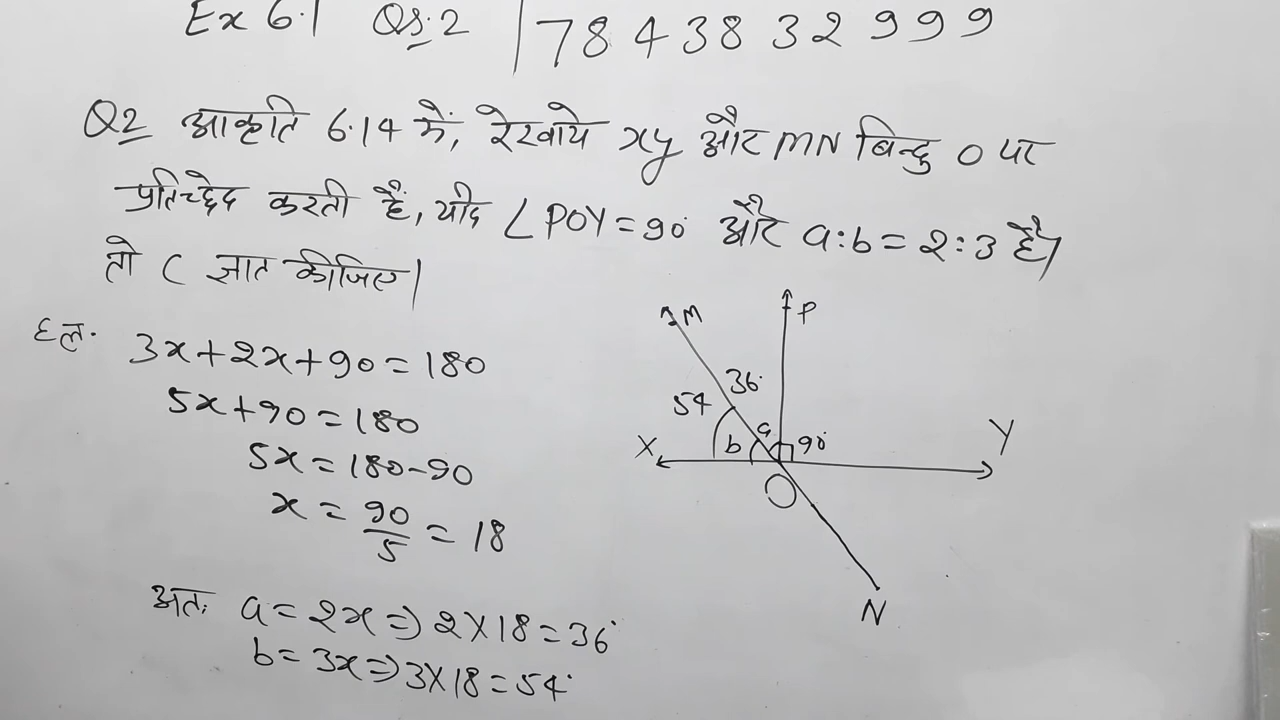 Ex 6.1 Qs.2 | 7843832999
Q2 आकृति 6.14 में, रेखाये xy और MN बिन्दु O पर
प्रतिच्छेद करती हैं, यदि ∠POY = 90° और a:b = 2:3 है।
तो C ज्ञात कीजिए।
हल.
3x+2x+90=180
5x+90=180
5x=180-90
x = 90/5 = 18
अतः a=2x⇒2×18=36°
b=3x⇒3×18=54°
M
P
36°
54
a
X
b
90°
Y
O
N